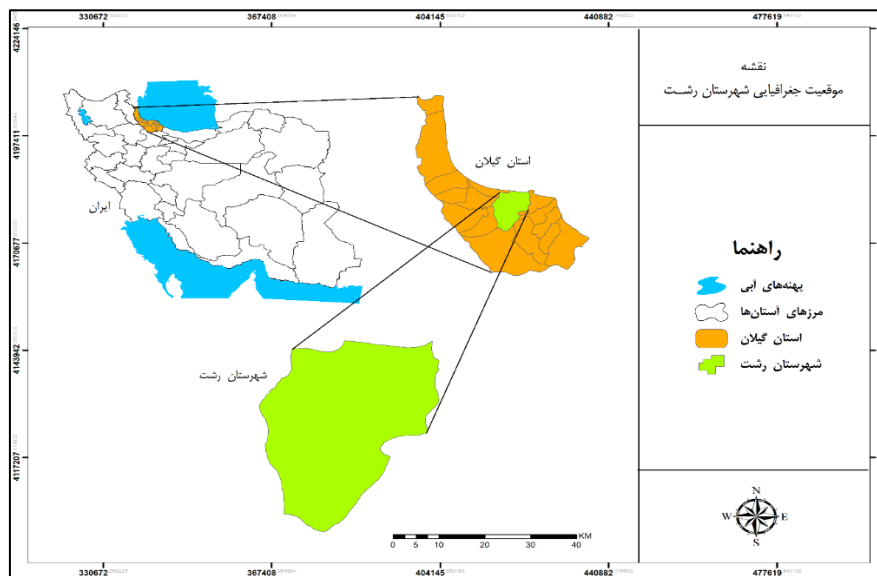 330672 367408 404145 440882 477619
4224146
4197411
4170677
4143942
4117207
نقشه
موقعیت جغرافیایی شهرستان رشــت
استان گیلان
ایران
شهرستان رشت
راهنما
پهنه‌های آبی
مرزهای آستان‌ها
استان گیلان
شهرستان رشت
N
W E
S
KM
0 5 10 20 30 40
330672 367408 404145 440882 477619